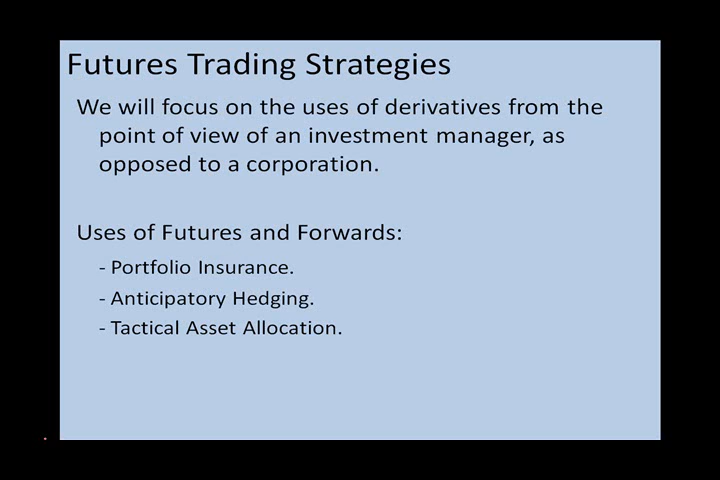 Futures Trading Strategies
We will focus on the uses of derivatives from the
point of view of an investment manager, as
opposed to a corporation.
Uses of Futures and Forwards:
- Portfolio Insurance.
- Anticipatory Hedging.
- Tactical Asset Allocation.